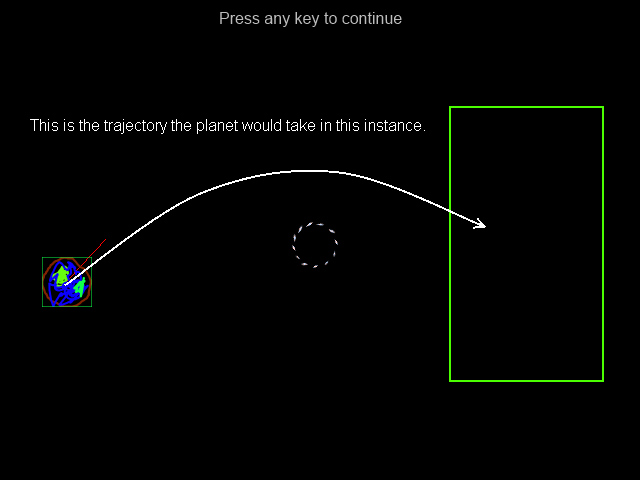 Press any key to continue
This is the trajectory the planet would take in this instance.